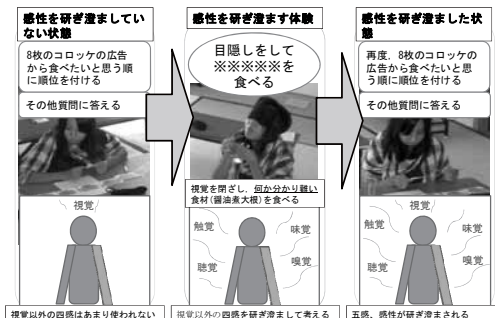 感性を研ぎ澄ましてい
ない状態
8枚のコロッケの広告
から食べたいと思う順
に順位を付ける
その他質問に答える
視覚
視覚以外の四感はあまり使われない
感性を研ぎ澄ます体験
目隠しをして
※※※※※を
食べる
視覚を閉ざし，何か分かり難い
食材(醤油煮大根)を食べる
触覚
味覚
聴覚
嗅覚
視覚以外の四感を研ぎ澄まして考える
感性を研ぎ澄ました状
態
再度，8枚のコロッケの
広告から食べたいと思
う順に順位を付ける
その他質問に答える
視覚
触覚
味覚
聴覚
嗅覚
五感，感性が研ぎ澄まされる